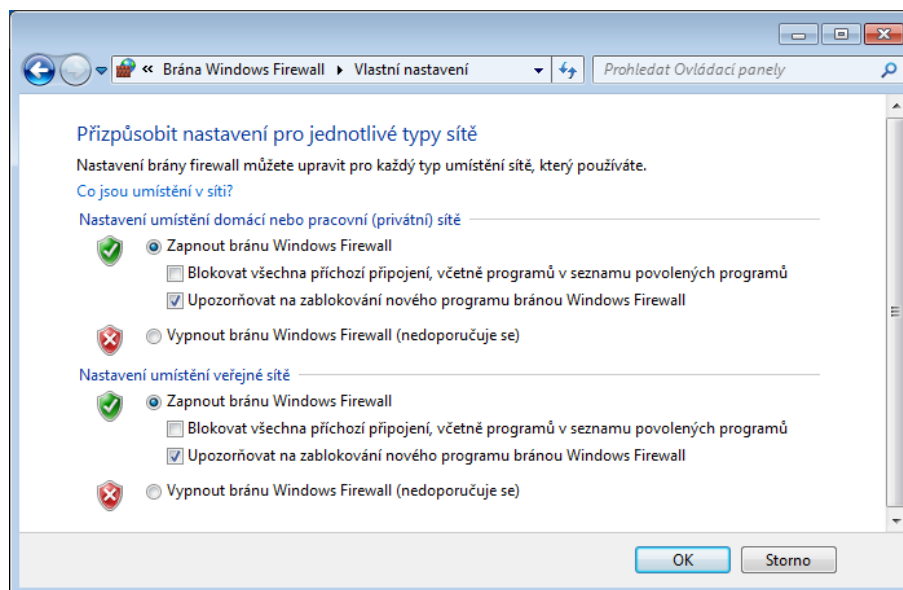 « Brána Windows Firewall ▸ Vlastní nastavení
Prohledat Ovládací panely
Přizpůsobit nastavení pro jednotlivé typy sítě
Nastavení brány firewall můžete upravit pro každý typ umístění sítě, který používáte.
Co jsou umístění v síti?
Nastavení umístění domácí nebo pracovní (privátní) sítě
Zapnout bránu Windows Firewall
Blokovat všechna příchozí připojení, včetně programů v seznamu povolených programů
Upozorňovat na zablokování nového programu bránou Windows Firewall
Vypnout bránu Windows Firewall (nedoporučuje se)
Nastavení umístění veřejné sítě
Zapnout bránu Windows Firewall
Blokovat všechna příchozí připojení, včetně programů v seznamu povolených programů
Upozorňovat na zablokování nového programu bránou Windows Firewall
Vypnout bránu Windows Firewall (nedoporučuje se)
OK
Storno